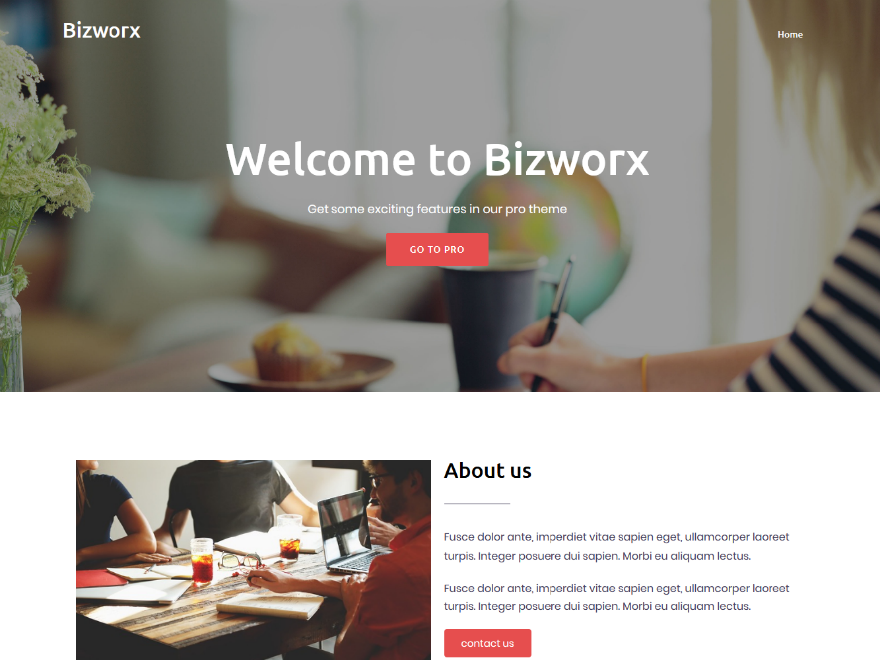 Bizworx
Home
Welcome to Bizworx
Get some exciting features in our pro theme
GO TO PRO
About us
Fusce dolor ante, imperdiet vitae sapien eget, ullamcorper laoreet
turpis. Integer posuere dui sapien. Morbi eu aliquam lectus.
Fusce dolor ante, imperdiet vitae sapien eget, ullamcorper laoreet
turpis. Integer posuere dui sapien. Morbi eu aliquam lectus.
contact us